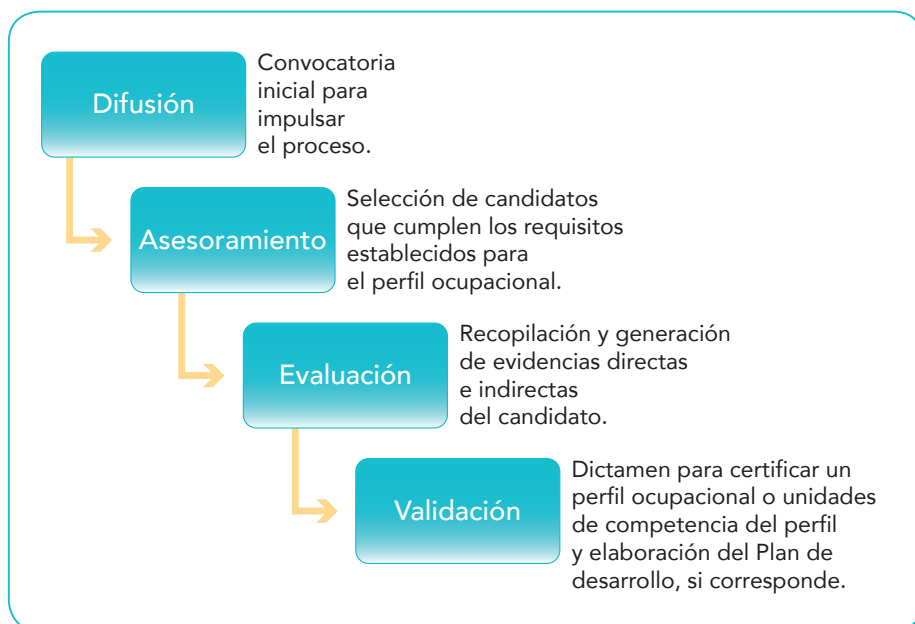 Difusión
Convocatoria
inicial para
impulsar
el proceso.
Asesoramiento
Selección de candidatos
que cumplen los requisitos
establecidos para
el perfil ocupacional.
Evaluación
Recopilación y generación
de evidencias directas
e indirectas
del candidato.
Validación
Dictamen para certificar un
perfil ocupacional o unidades
de competencia del perfil
y elaboración del Plan de
desarrollo, si corresponde.